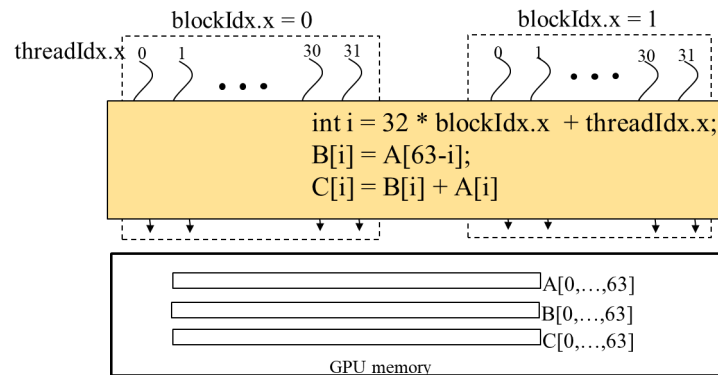 blockIdx.x = 0 blockIdx.x = 1
threadIdx.x 0 1 30 31 0 1 30 31
• • • • • •
int i = 32 * blockIdx.x + threadIdx.x;
B[i] = A[63-i];
C[i] = B[i] + A[i]
A[0,…,63]
B[0,…,63]
C[0,…,63]
GPU memory